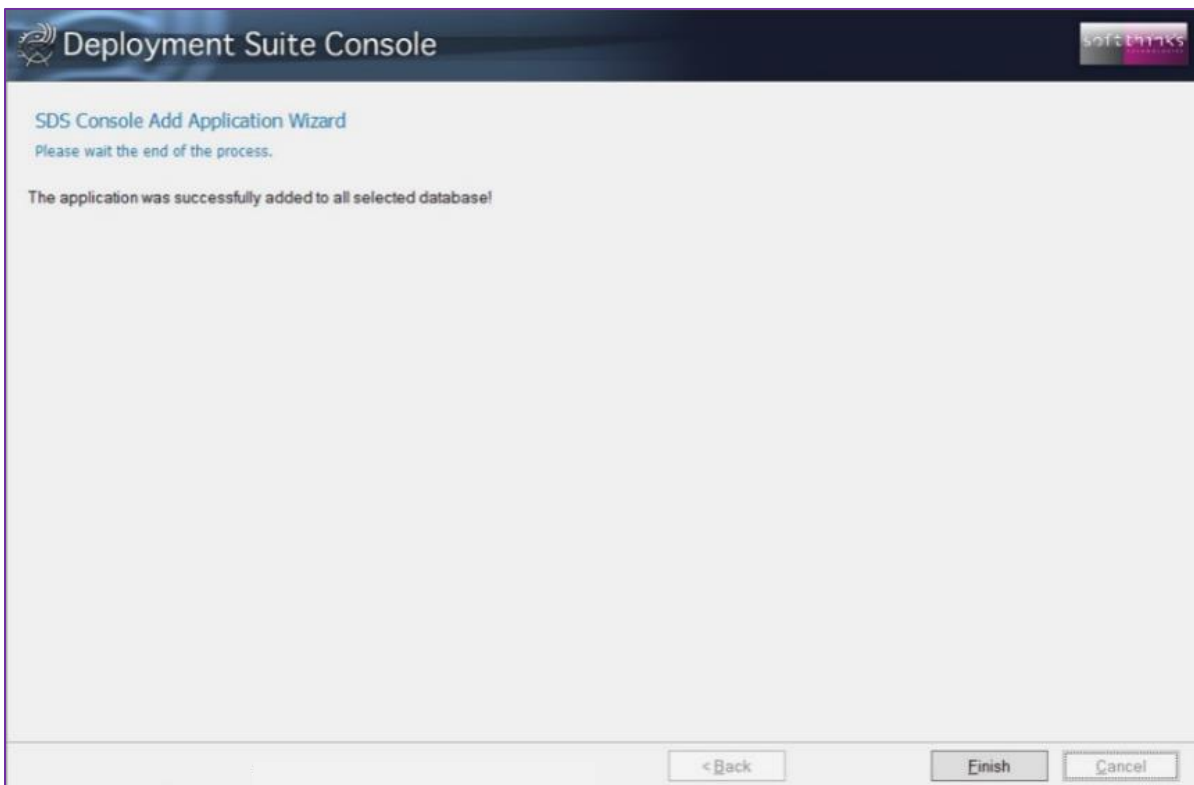 Deployment Suite Console
softthinks
SDS Console Add Application Wizard
Please wait the end of the process.
The application was successfully added to all selected database!
< Back
Finish
Cancel